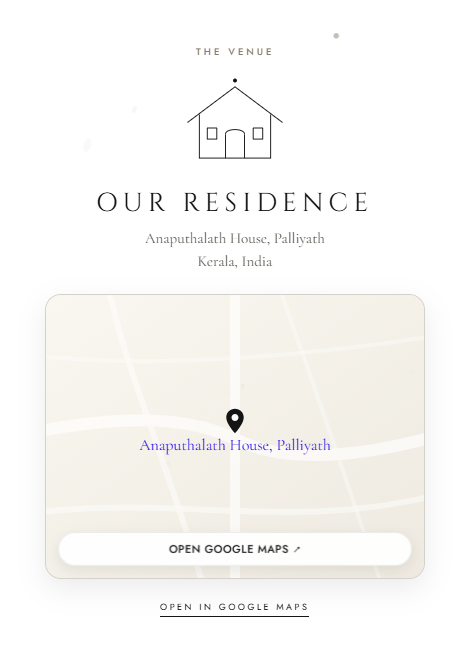 THE VENUE
OUR RESIDENCE
Anaputhalath House, Palliyath
Kerala, India
Anaputhalath House, Palliyath
OPEN GOOGLE MAPS ↗
OPEN IN GOOGLE MAPS